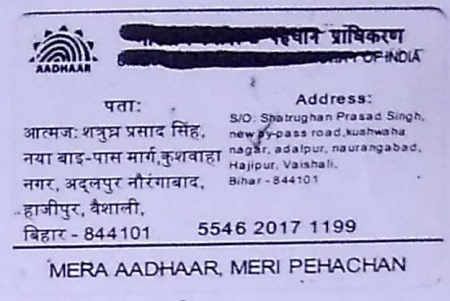 पहचान प्राधिकरण
OF INDIA
AADHAAR
पता:
आत्मज: शत्रुघ्न प्रसाद सिंह,
नया बाइ-पास मार्ग,कुशवाहा
नगर, अदलपुर नौरंगाबाद,
हाजीपुर, वैशाली,
बिहार - 844101
Address:
S/O: Shatrughan Prasad Singh,
new by-pass road,kushwaha
nagar, adalpur, naurangabad,
Hajipur, Vaishali,
Bihar - 844101
5546 2017 1199
MERA AADHAAR, MERI PEHACHAN